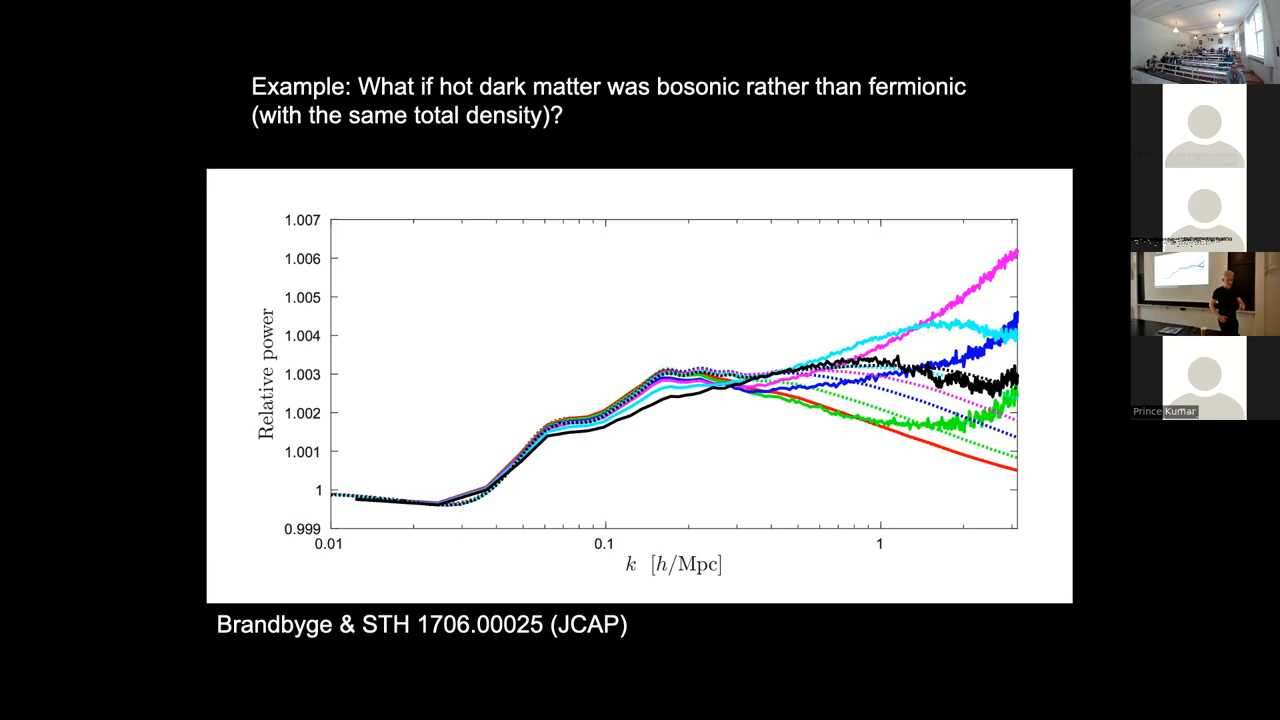 Example: What if hot dark matter was bosonic rather than fermionic
(with the same total density)?
1.007
1.006
1.005
1.004
1.003
1.002
1.001
1
0.999
Relative power
0.01
0.1
1
k [h/Mpc]
Brandbyge & STH 1706.00025 (JCAP)
Prince Kumar